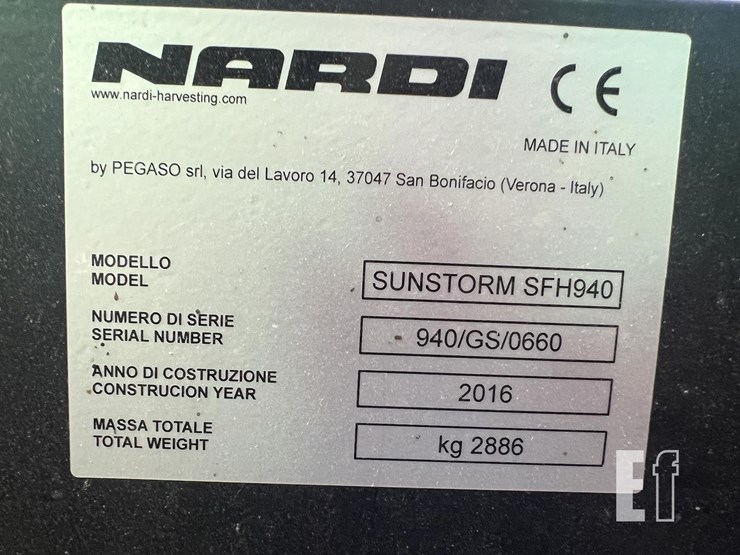 NARDI
CE
www.nardi-harvesting.com
MADE IN ITALY
by PEGASO srl, via del Lavoro 14, 37047 San Bonifacio (Verona - Italy)
MODELLO
MODEL
SUNSTORM SFH940
NUMERO DI SERIE
SERIAL NUMBER
940/GS/0660
ANNO DI COSTRUZIONE
CONSTRUCION YEAR
2016
MASSA TOTALE
TOTAL WEIGHT
kg 2886
Ef